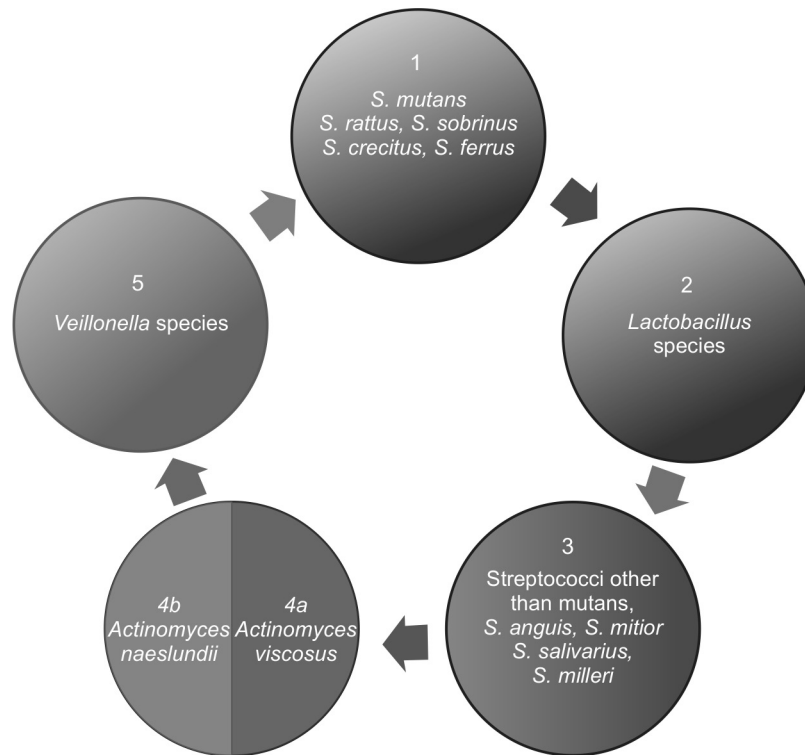 1
S. mutans
S. rattus, S. sobrinus
S. crecitus, S. ferrus
2
Lactobacillus
species
3
Streptococci other
than mutans,
S. anguis, S. mitior
S. salivarius,
S. milleri
4a
Actinomyces
viscosus
4b
Actinomyces
naeslundii
5
Veillonella species